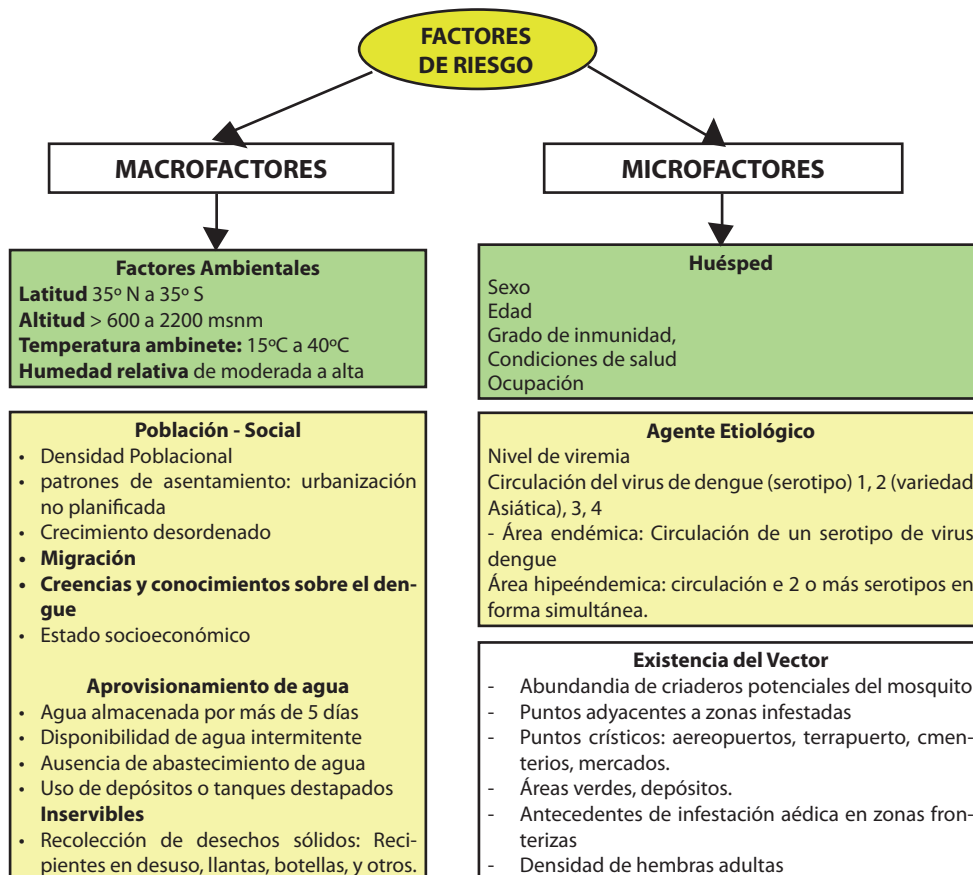 FACTORES
DE RIESGO
MACROFACTORES
Factores Ambientales
Latitud 35º N a 35º S
Altitud > 600 a 2200 msnm
Temperatura ambinete: 15ºC a 40ºC
Humedad relativa de moderada a alta
Población - Social
• Densidad Poblacional
• patrones de asentamiento: urbanización
no planificada
• Crecimiento desordenado
• Migración
• Creencias y conocimientos sobre el den-
gue
• Estado socioeconómico
Aprovisionamiento de agua
• Agua almacenada por más de 5 días
• Disponibilidad de agua intermitente
• Ausencia de abastecimiento de agua
• Uso de depósitos o tanques destapados
Inservibles
• Recolección de desechos sólidos: Reci-
pientes en desuso, llantas, botellas, y otros.
MICROFACTORES
Huésped
Sexo
Edad
Grado de inmunidad,
Condiciones de salud
Ocupación
Agente Etiológico
Nivel de viremia
Circulación del virus de dengue (serotipo) 1, 2 (variedad
Asiática), 3, 4
- Área endémica: Circulación de un serotipo de virus
dengue
Área hipeéndemica: circulación e 2 o más serotipos en
forma simultánea.
Existencia del Vector
- Abundandia de criaderos potenciales del mosquito
- Puntos adyacentes a zonas infestadas
- Puntos crísticos: aereopuertos, terrapuerto, cmen-
terios, mercados.
- Áreas verdes, depósitos.
- Antecedentes de infestación aédica en zonas fron-
terizas
- Densidad de hembras adultas